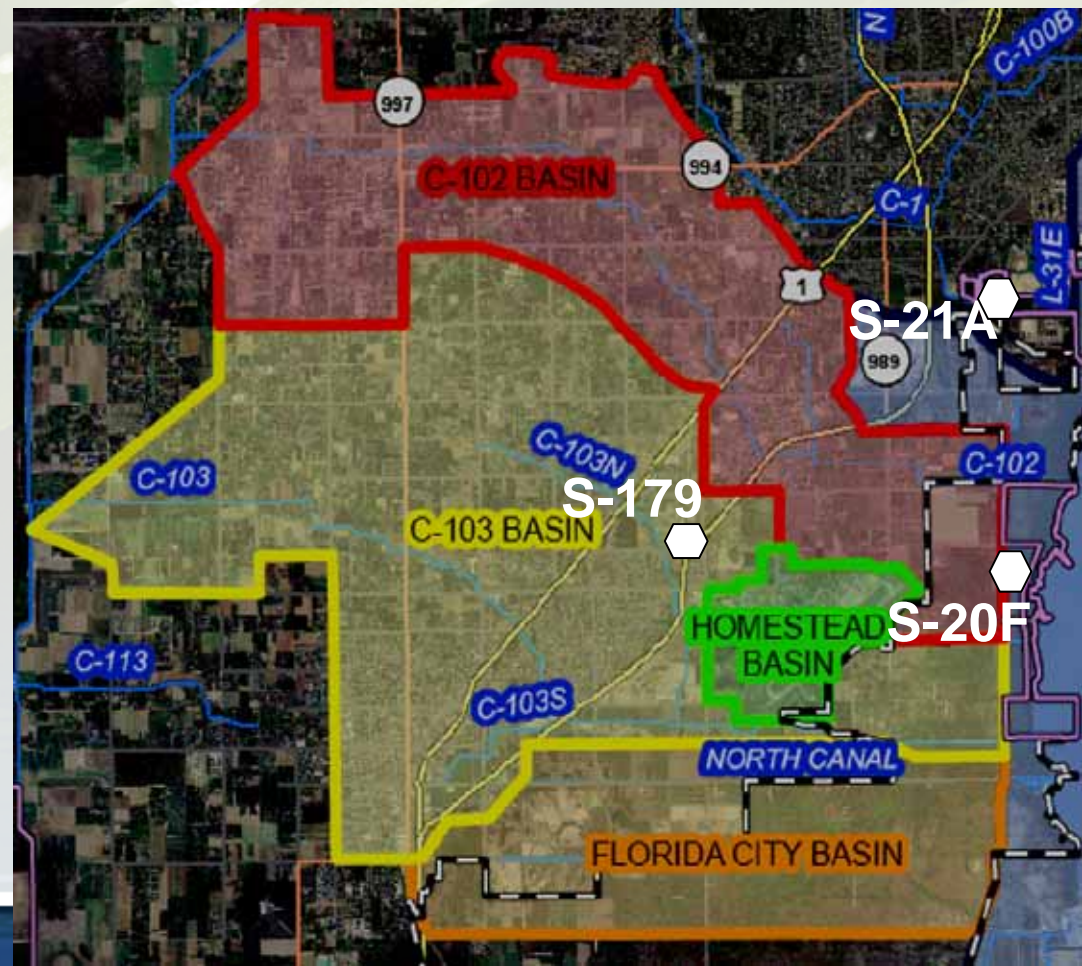 N
C-100B
997
994
C-102 BASIN
C-1
L-31E
1
S-21A
989
C-103N
C-102
C-103
S-179
C-103 BASIN
HOMESTEAD
BASIN
S-20F
C-113
C-103S
NORTH CANAL
FLORIDA CITY BASIN